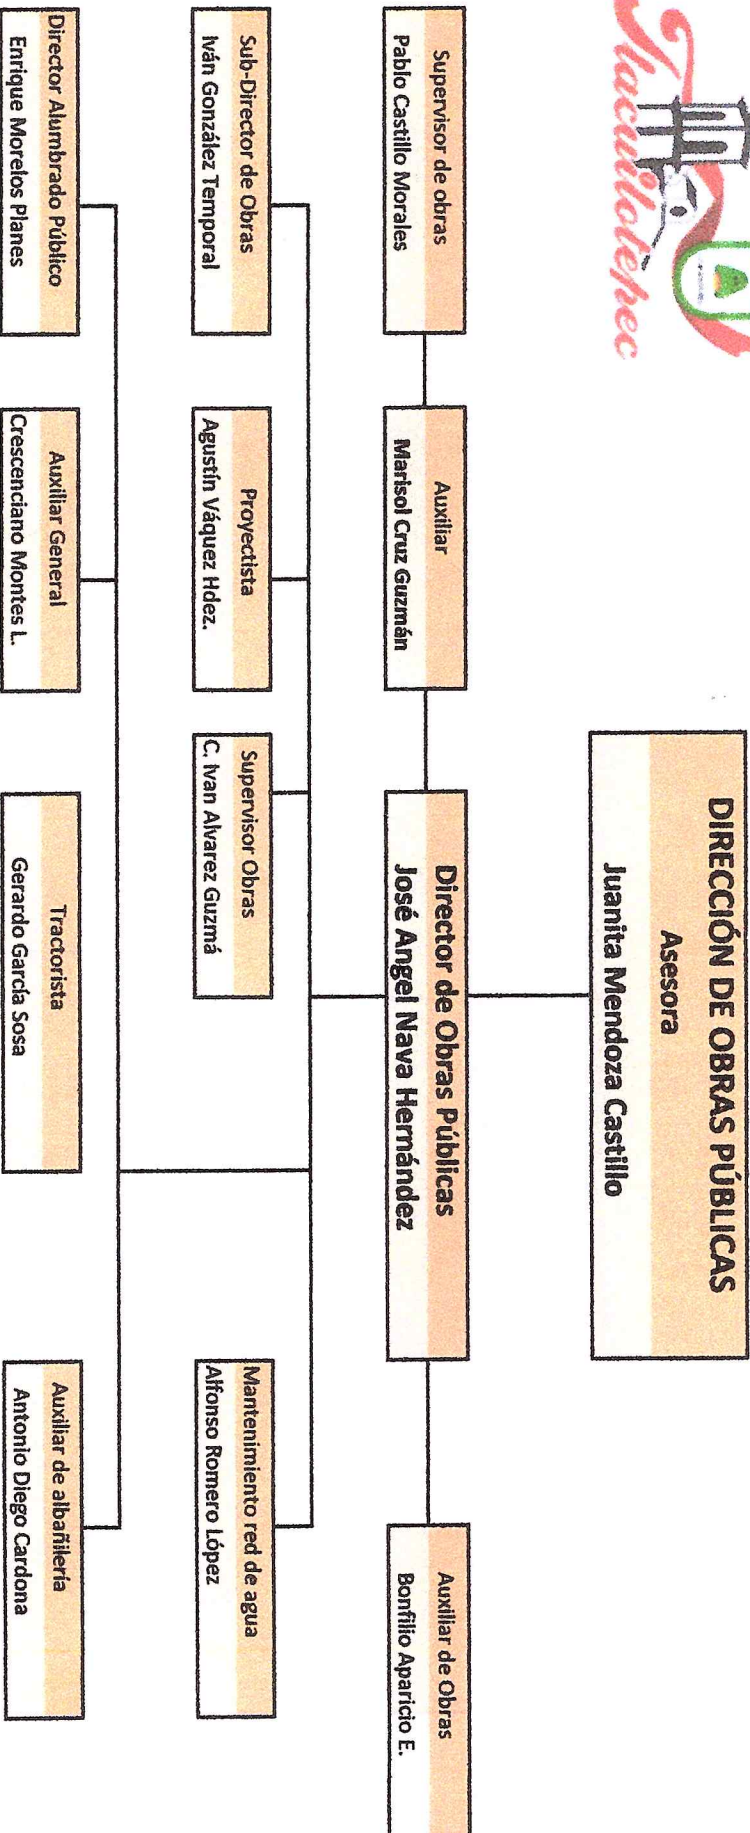 Tlacuilotepec
DIRECCIÓN DE OBRAS PÚBLICAS
Asesora
Juanita Mendoza Castillo
Supervisor de obras
Pablo Castillo Morales
Auxiliar
Marisol Cruz Guzmán
Director de Obras Públicas
José Angel Nava Hernández
Auxiliar de Obras
Bonfilio Aparicio E.
Sub-Director de Obras
Iván González Temporal
Proyectista
Agustín Váquez Hdez.
Supervisor Obras
C. Ivan Alvarez Guzmá
Mantenimiento red de agua
Alfonso Romero López
Director Alumbrado Público
Enrique Morelos Planes
Auxiliar General
Crescenciano Montes L.
Tractorista
Gerardo García Sosa
Auxiliar de albañilería
Antonio Diego Cardona